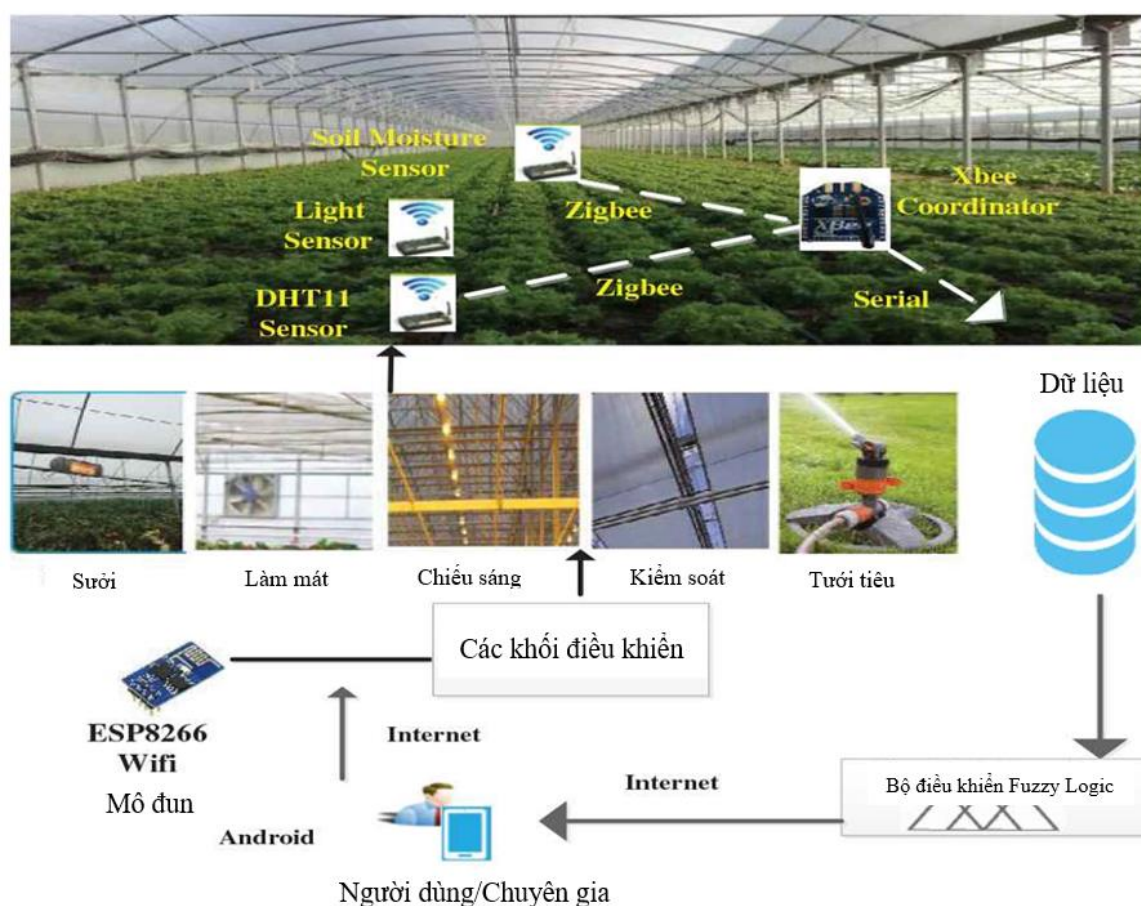 Soil Moisture
Sensor
Xbee
Coordinator
Zigbee
Light
Sensor
XBee
Zigbee
DHT11
Sensor
Serial
Dữ liệu
Sưởi
Làm mát
Chiếu sáng
Kiểm soát
Tưới tiêu
Các khối điều khiển
ESP8266
Wifi
Mô đun
Internet
Internet
Bộ điều khiển Fuzzy Logic
Android
Người dùng/Chuyên gia